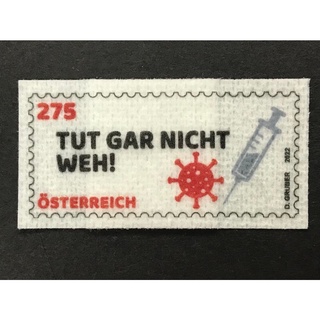 275
TUT GAR NICHT
WEH!
ÖSTERREICH
D. GRUBER 2022